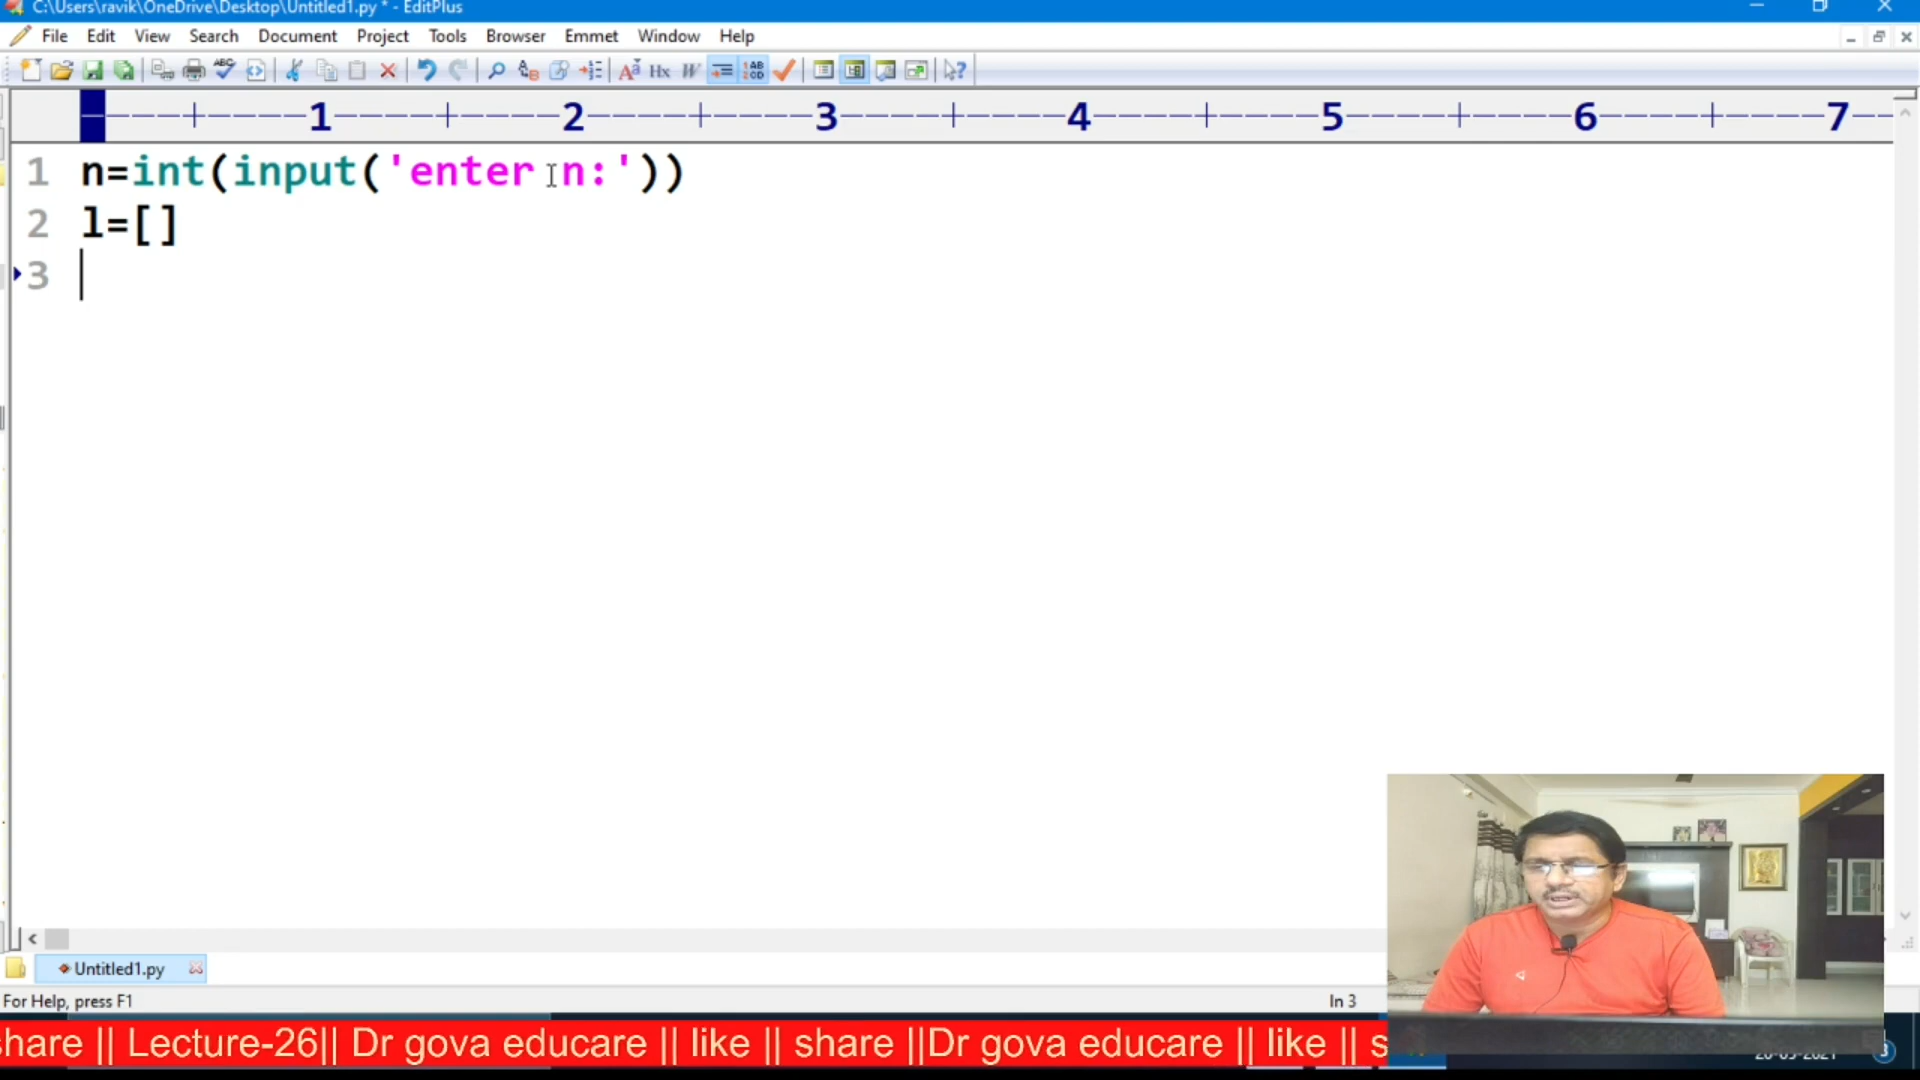 C:\Users\ravik\OneDrive\Desktop\Untitled1.py * - EditPlus
File Edit View Search Document Project Tools Browser Emmet Window Help
1 2 3 4 5 6 7
1 n=int(input('enter n:'))
2 l=[]
3
Untitled1.py
For Help, press F1
ln 3
share || Lecture-26|| Dr gova educare || like || share ||Dr gova educare || like || s